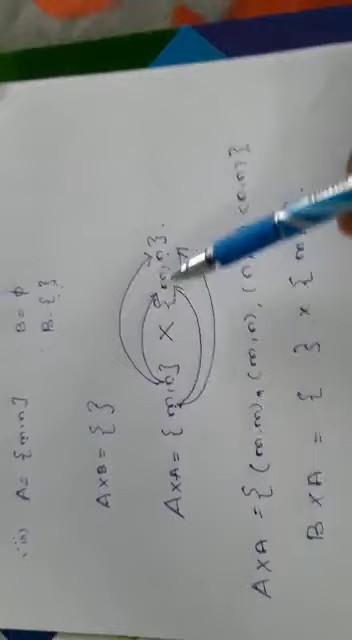 iii) A = {m,n} B = φ
B = { }
A×B = { }
A×A = {m,n} × {m,n}.
A×A = {(m,m), (m,n), (n,
B×A = { } × {m,